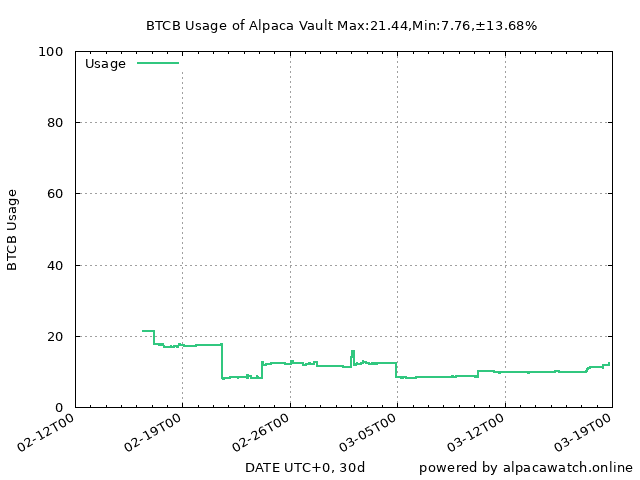 BTCB Usage of Alpaca Vault Max:21.44,Min:7.76,±13.68%
100
80
60
40
20
0
Usage
BTCB Usage
02-12T00
02-19T00
02-26T00
03-05T00
03-12T00
03-19T00
DATE UTC+0, 30d
powered by alpacawatch.online